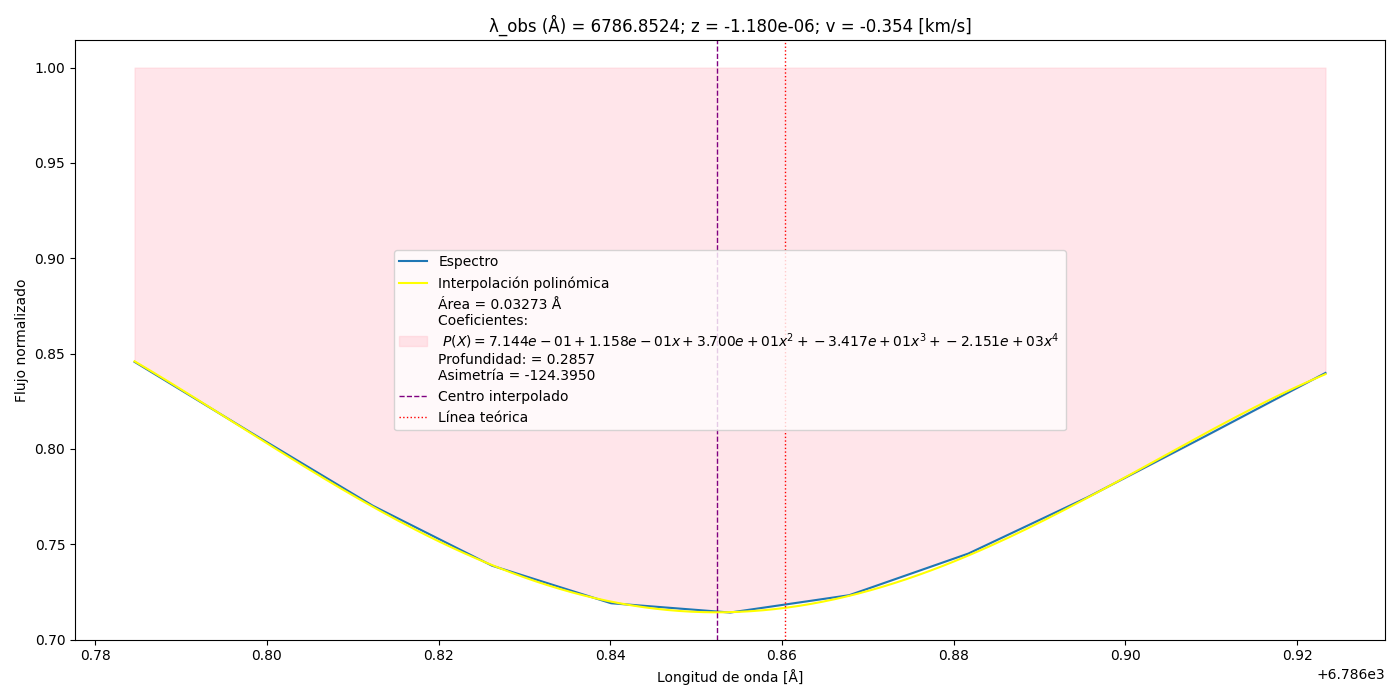 λ_obs (Å) = 6786.8524; z = -1.180e-06; v = -0.354 [km/s]
Flujo normalizado
1.00
0.95
0.90
0.85
0.80
0.75
0.70
Espectro
Interpolación polinómica
Área = 0.03273 Å
Coeficientes:
P(X) = 7.144e − 01 + 1.158e − 01x + 3.700e + 01x² + −3.417e + 01x³ + −2.151e + 03x⁴
Profundidad: = 0.2857
Asimetría = -124.3950
Centro interpolado
Línea teórica
0.78 0.80 0.82 0.84 0.86 0.88 0.90 0.92
+6.786e3
Longitud de onda [Å]